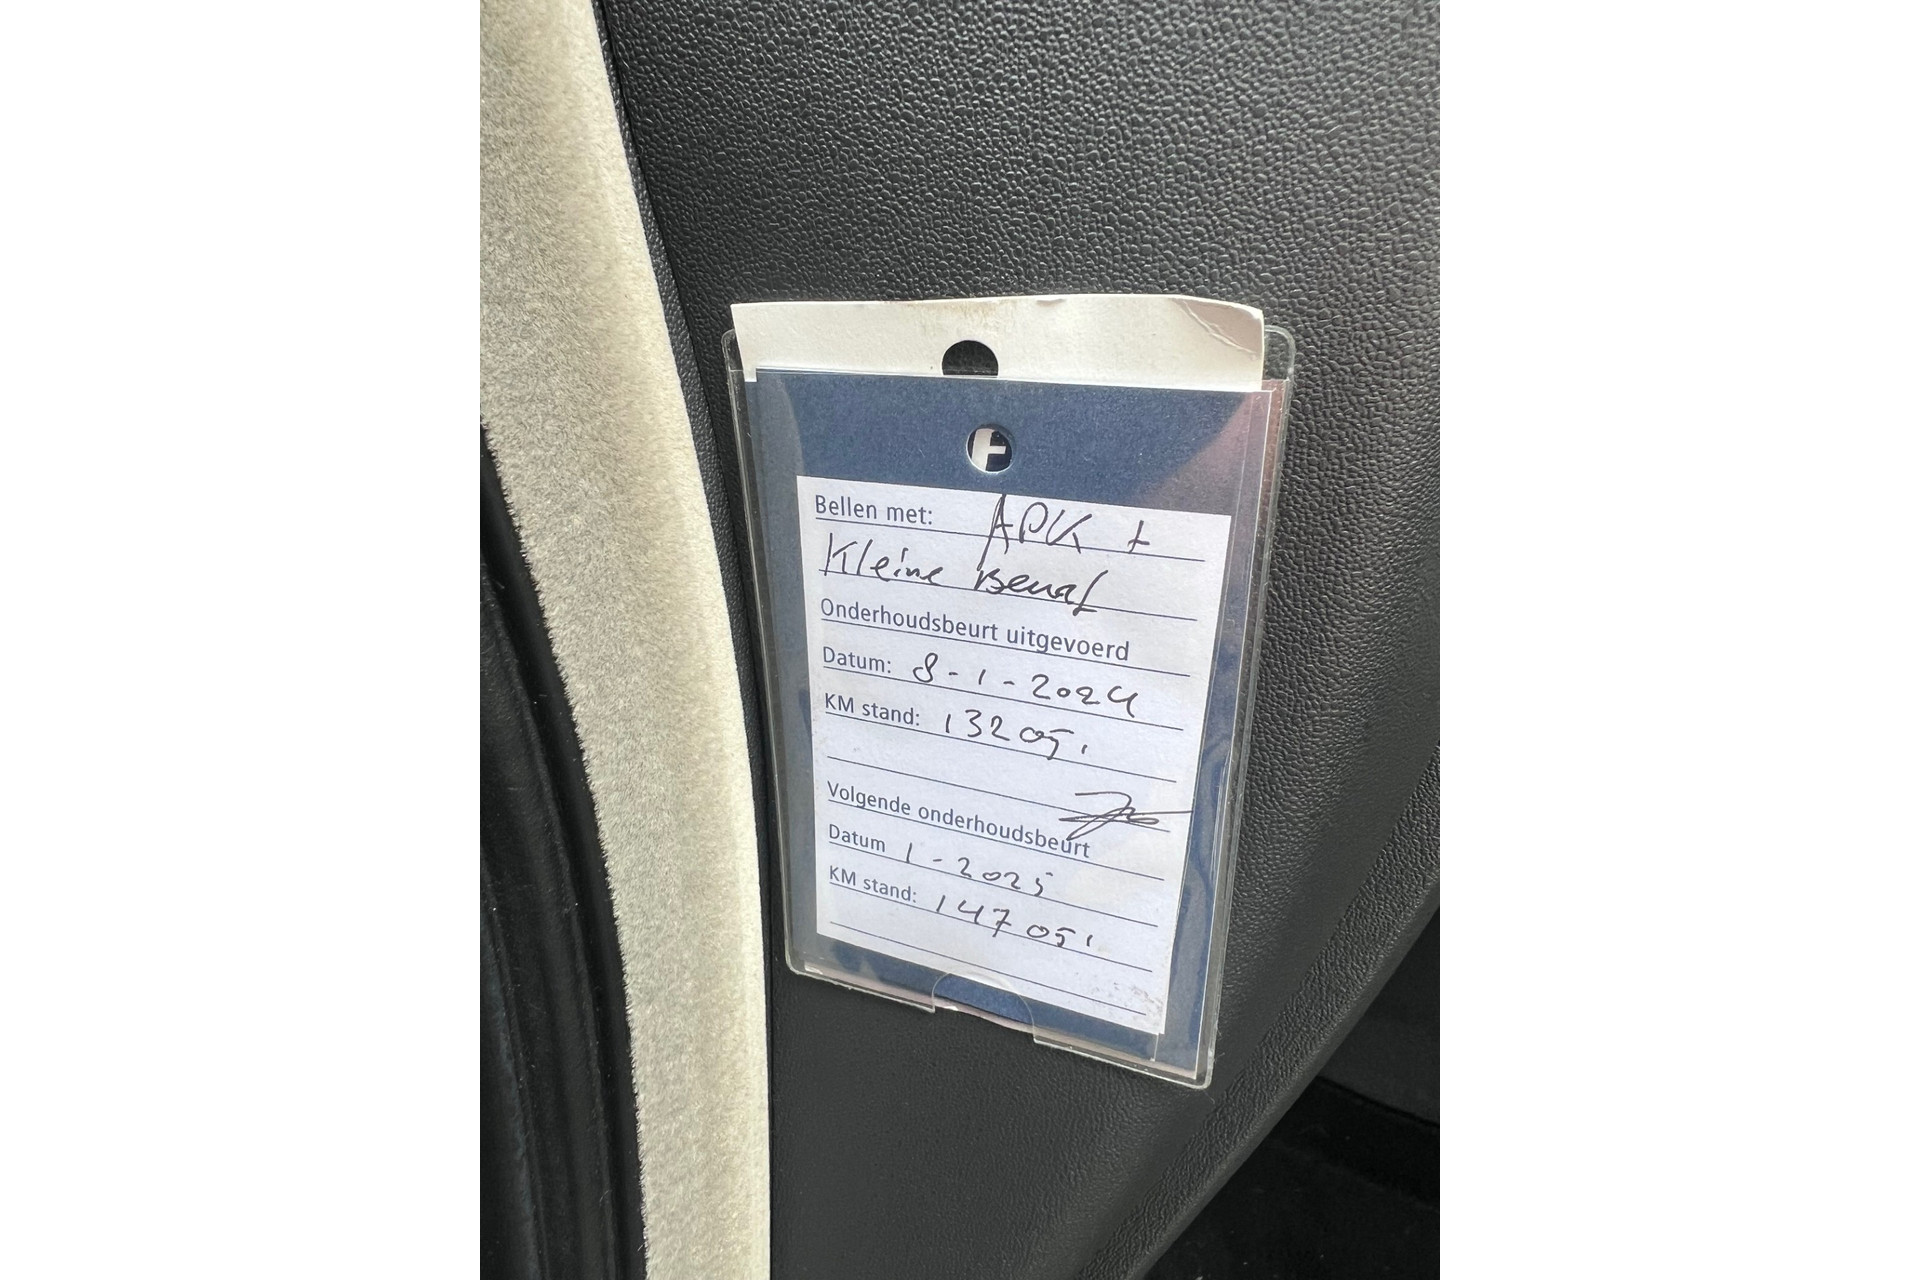 Bellen met: APK +
Kleine Beurt
Onderhoudsbeurt uitgevoerd
Datum: 8-1-2024
KM stand: 132051
Volgende onderhoudsbeurt
Datum 1-2025
KM stand: 147051